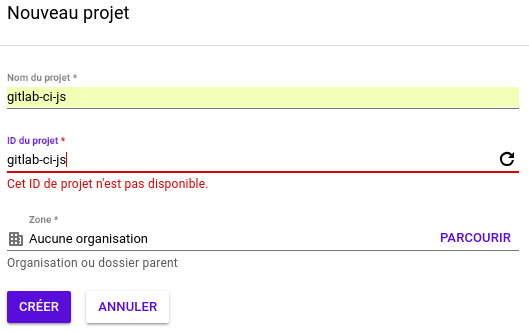 Nouveau projet
Nom du projet *
gitlab-ci-js
ID du projet *
gitlab-ci-js
Cet ID de projet n'est pas disponible.
Zone *
Aucune organisation PARCOURIR
Organisation ou dossier parent
CRÉER ANNULER